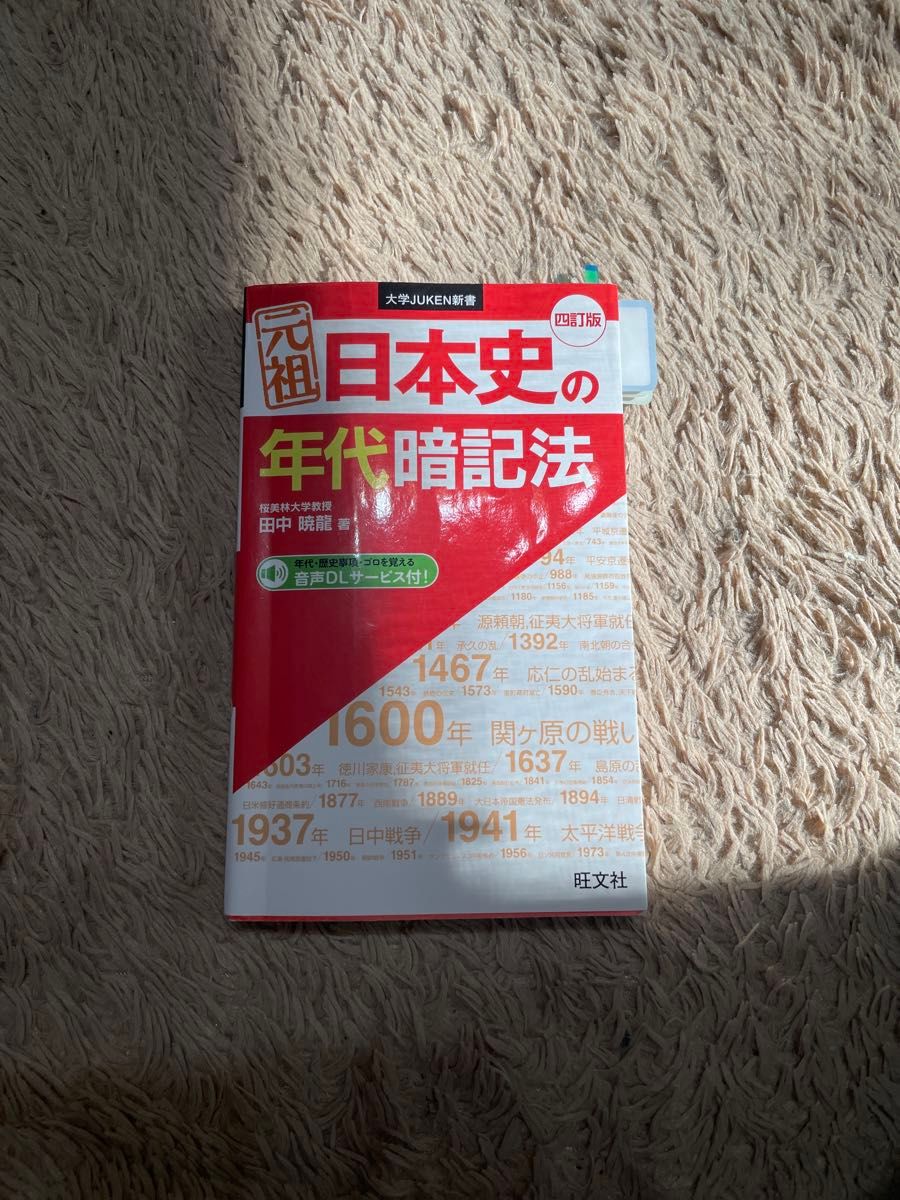 大学JUKEN新書
元祖
日本史の
四訂版
年代暗記法
桜美林大学教授
田中 暁龍 著
年代・歴史事項・ゴロを覚える
音声DLサービス付!
平城京遷
743年
94年 平安京遷
988年
1156年 1159年
1180年 1185年
年 源頼朝,征夷大将軍就任
1年 承久の乱/1392年 南北朝の合
1467年 応仁の乱始まる
1543年 1573年 室町幕府滅亡/1590年
1600年 関ヶ原の戦い
603年 徳川家康,征夷大将軍就任/1637年 島原の
1643年 1716年 1787年 1825年 1841年 1854年
日米修好通商条約/1877年 西南戦争/1889年 大日本帝国憲法発布/1894年 日清戦
1937年 日中戦争/1941年 太平洋戦争
1945年 1950年 朝鮮戦争 1951年 1956年 1973年
旺文社